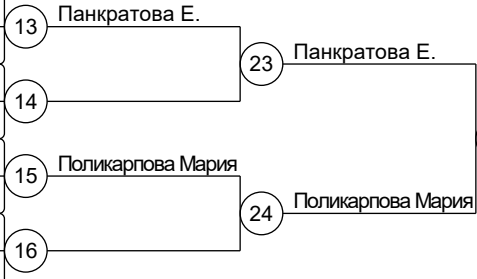 13 Панкратова Е.
23 Панкратова Е.
14
15 Поликарпова Мария
24 Поликарпова Мария
16